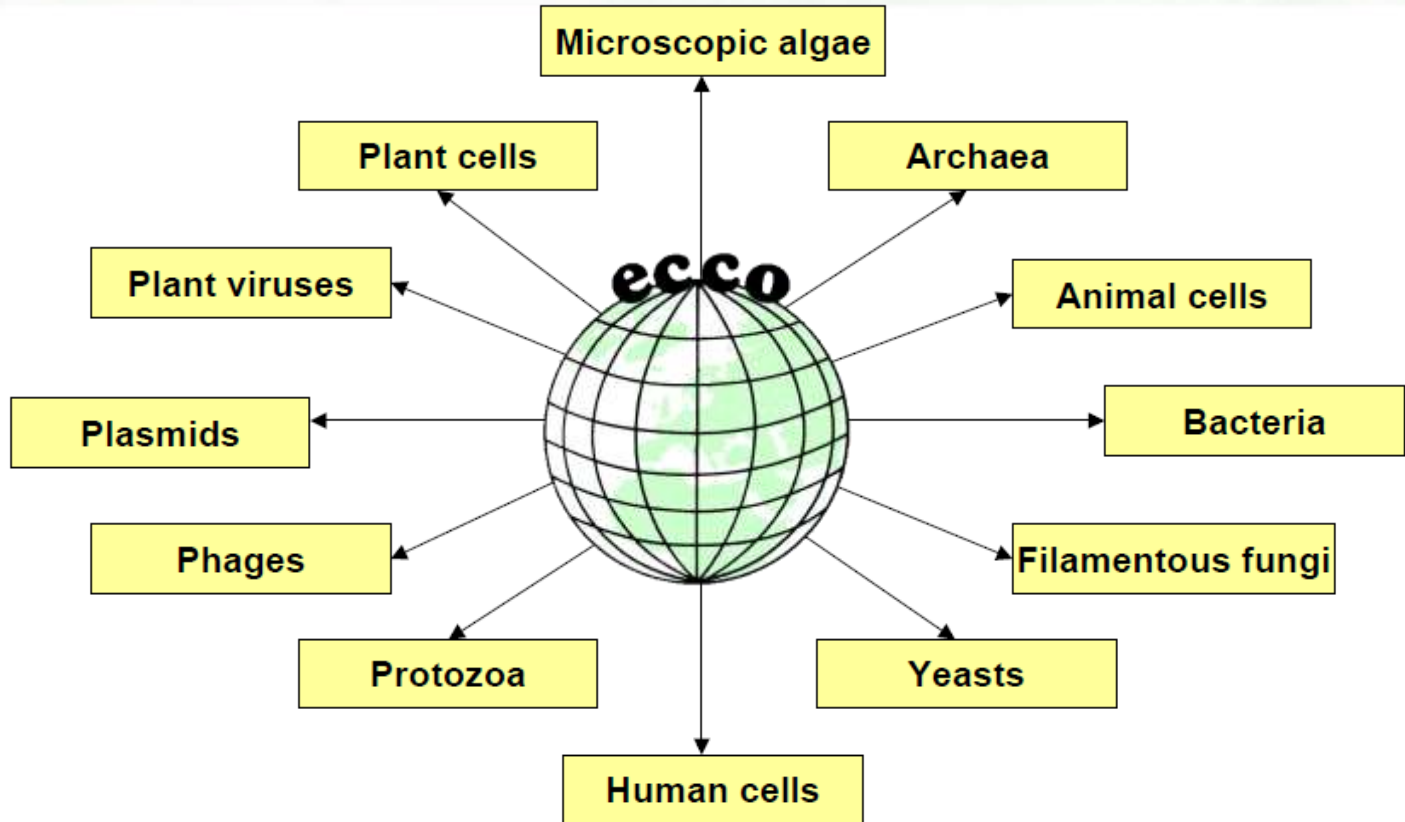 Microscopic algae
Plant cells
Archaea
ecco
Plant viruses
Animal cells
Plasmids
Bacteria
Phages
Filamentous fungi
Protozoa
Yeasts
Human cells